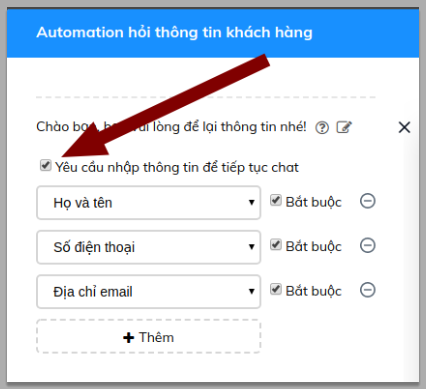 Automation hỏi thông tin khách hàng
Chào lòng để lại thông tin nhé!
Yêu cầu nhập thông tin để tiếp tục chat
Họ và tên Bắt buộc
Số điện thoại Bắt buộc
Địa chỉ email Bắt buộc
Thêm